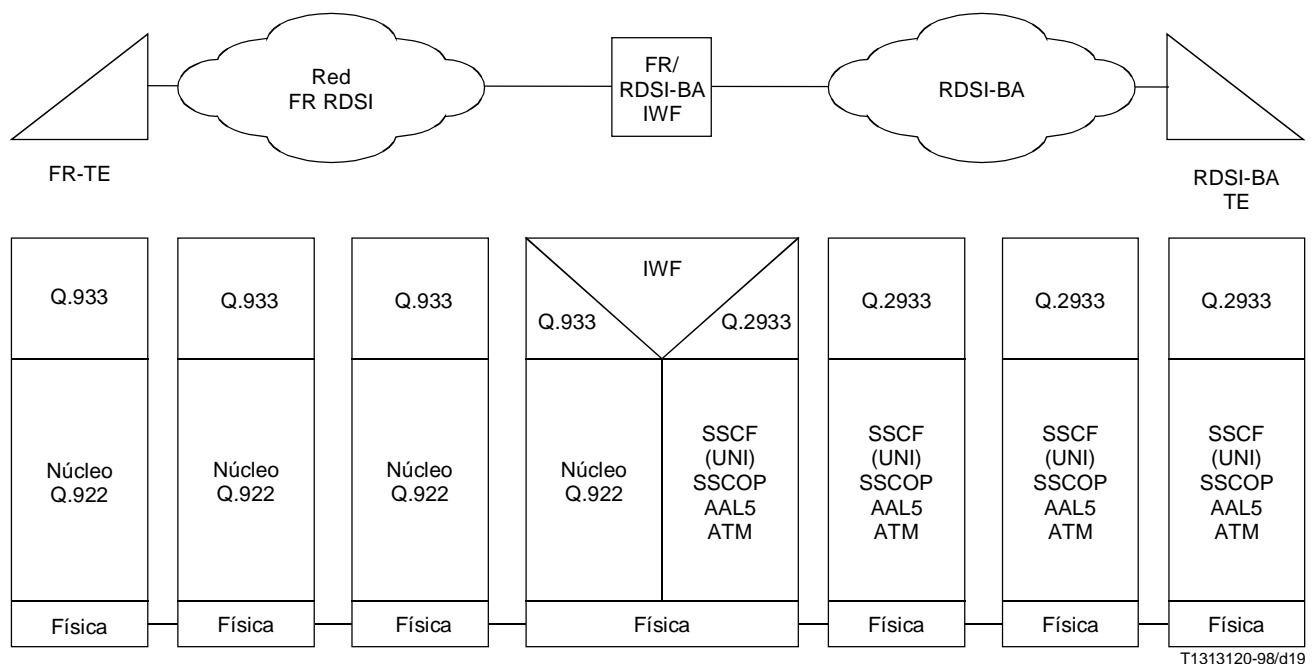 Red
FR RDSI
FR/
RDSI-BA
IWF
RDSI-BA
FR-TE
RDSI-BA
TE
Q.933
Q.933
Q.933
IWF
Q.933
Q.2933
Q.2933
Q.2933
Q.2933
Núcleo
Q.922
Núcleo
Q.922
Núcleo
Q.922
Núcleo
Q.922
SSCF
(UNI)
SSCOP
AAL5
ATM
SSCF
(UNI)
SSCOP
AAL5
ATM
SSCF
(UNI)
SSCOP
AAL5
ATM
SSCF
(UNI)
SSCOP
AAL5
ATM
Física
Física
Física
Física
Física
Física
Física
T1313120-98/d19